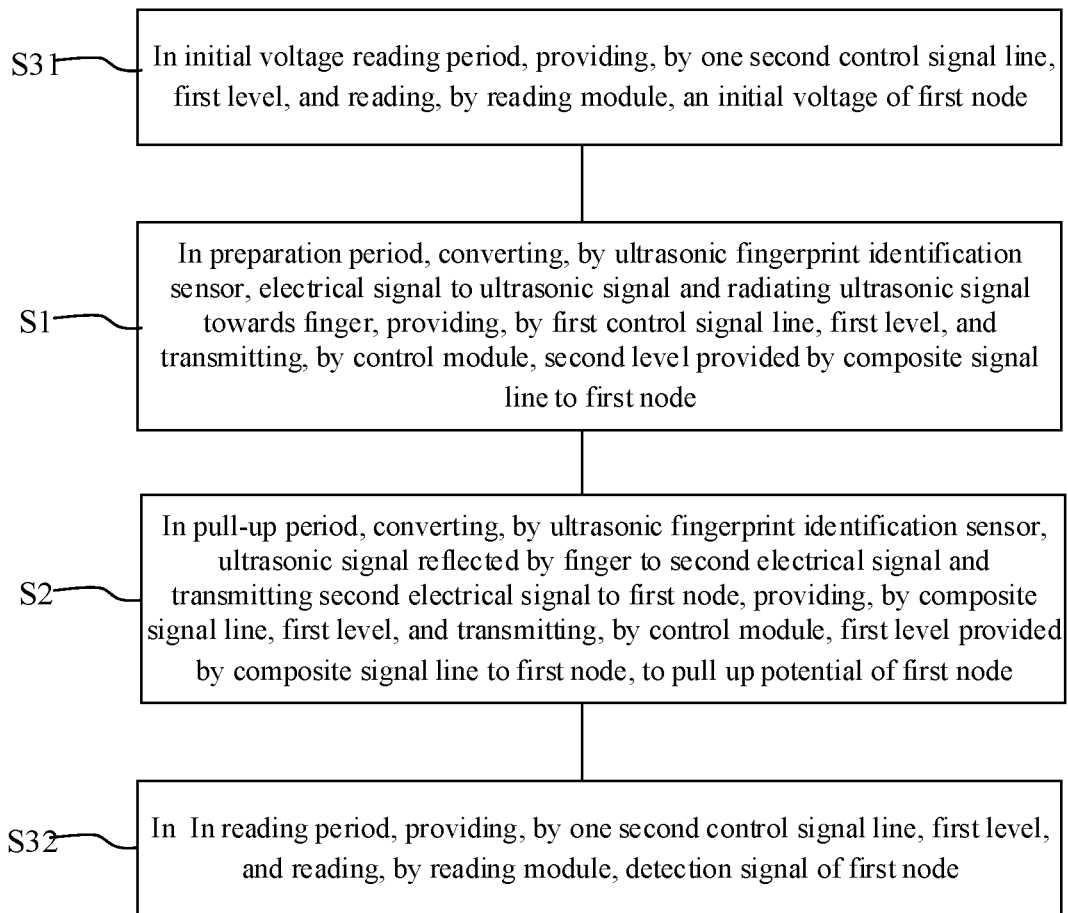 S31
In initial voltage reading period, providing, by one second control signal line,
first level, and reading, by reading module, an initial voltage of first node
S1
In preparation period, converting, by ultrasonic fingerprint identification
sensor, electrical signal to ultrasonic signal and radiating ultrasonic signal
towards finger, providing, by first control signal line, first level, and
transmitting, by control module, second level provided by composite signal
line to first node
S2
In pull-up period, converting, by ultrasonic fingerprint identification sensor,
ultrasonic signal reflected by finger to second electrical signal and
transmitting second electrical signal to first node, providing, by composite
signal line, first level, and transmitting, by control module, first level provided
by composite signal line to first node, to pull up potential of first node
S32
In In reading period, providing, by one second control signal line, first level,
and reading, by reading module, detection signal of first node